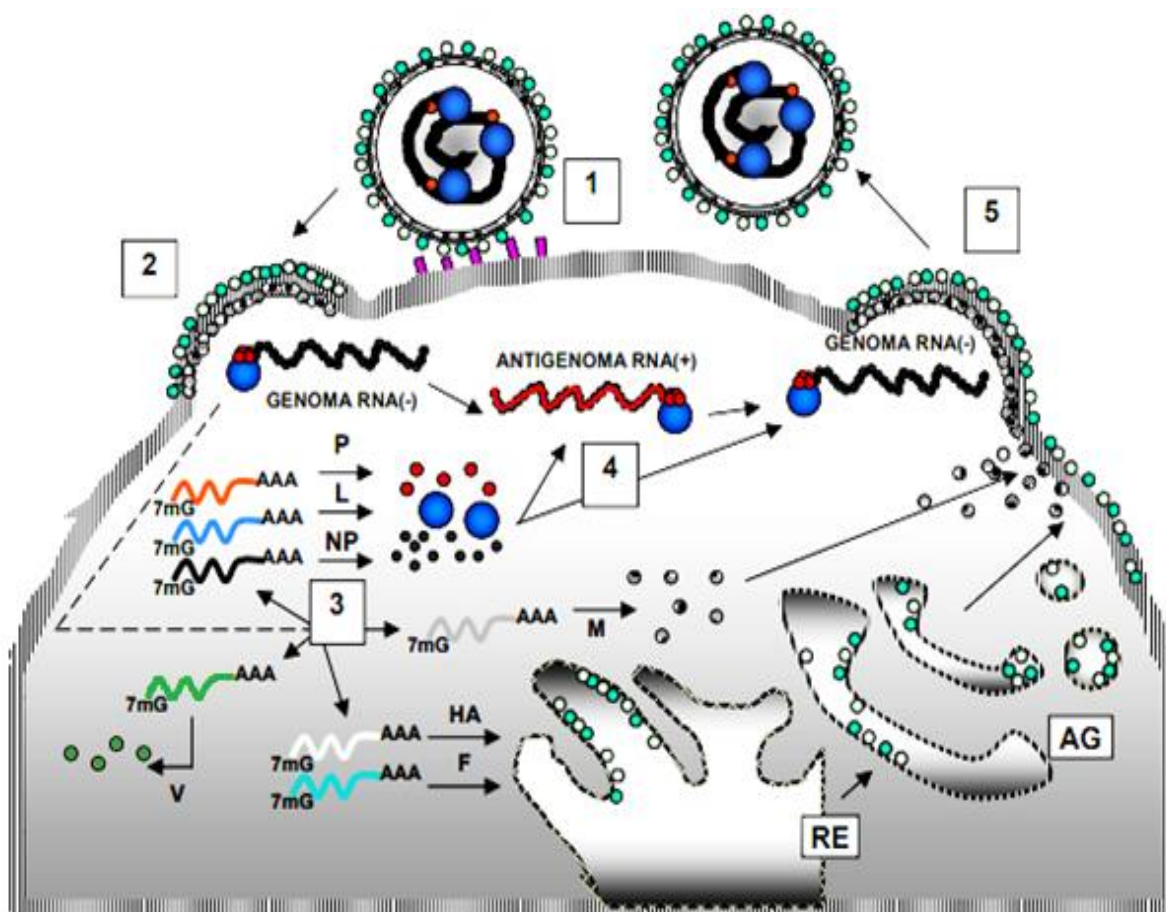 1
5
2
GENOMA RNA(-)
ANTIGENOMA RNA(+)
GENOMA RNA(-)
4
P
AAA
7mG
L
AAA
7mG
NP
AAA
7mG
3
AAA
7mG
M
AAA
7mG
V
HA
AAA
7mG
F
AAA
7mG
AG
RE